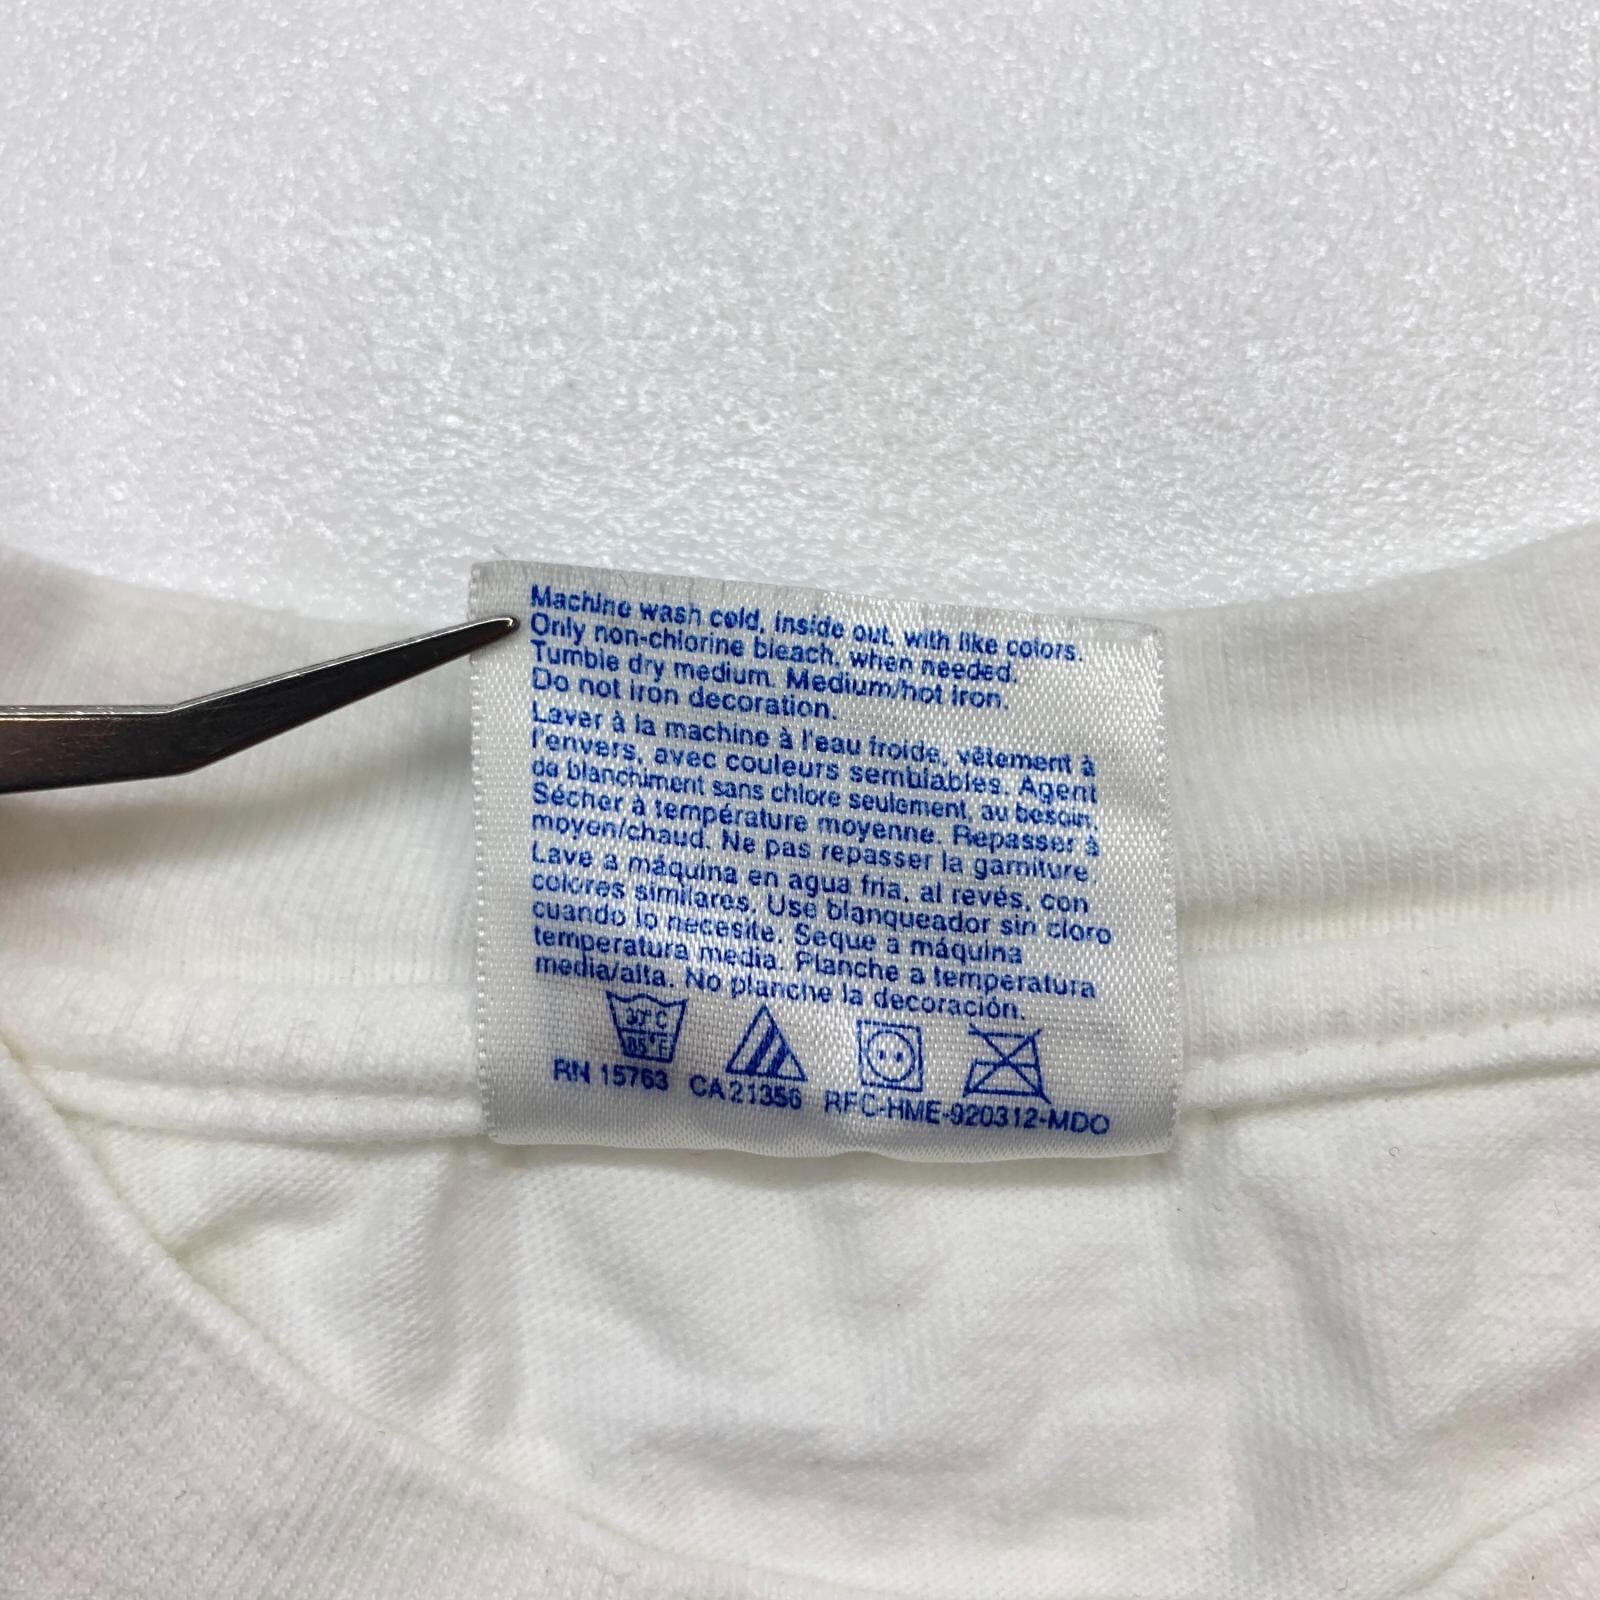 Machine wash cold, inside out, with like colors.
Only non-chlorine bleach, when needed.
Tumble dry medium. Medium/hot iron.
Do not iron decoration.
Laver à la machine à l'eau froide, vêtement à
l'envers, avec couleurs semblables. Agent
de blanchiment sans chlore seulement, au besoin.
Sécher à température moyenne. Repasser à
moyen/chaud. Ne pas repasser la garniture.
Lave a máquina en agua fria, al revés, con
colores similares. Use blanqueador sin cloro
cuando lo necesite. Seque a máquina
temperatura media. Planche a temperatura
media/alta. No planche la decoración.
30°C
85°F
RN 15763 CA 21356 RFC-HME-920312-MDO